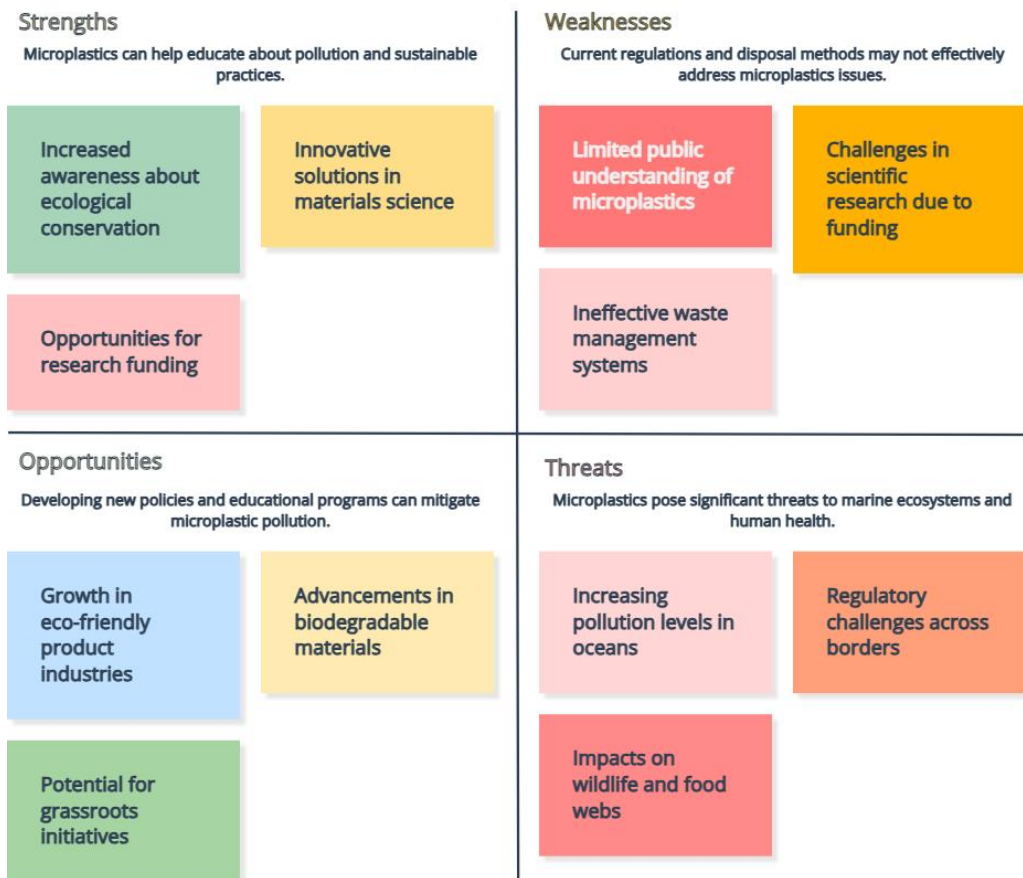 Strengths
Microplastics can help educate about pollution and sustainable
practices.
Increased
awareness about
ecological
conservation
Innovative
solutions in
materials science
Opportunities for
research funding
Weaknesses
Current regulations and disposal methods may not effectively
address microplastics issues.
Limited public
understanding of
microplastics
Challenges in
scientific
research due to
funding
Ineffective waste
management
systems
Opportunities
Developing new policies and educational programs can mitigate
microplastic pollution.
Growth in
eco-friendly
product
industries
Advancements in
biodegradable
materials
Potential for
grassroots
initiatives
Threats
Microplastics pose significant threats to marine ecosystems and
human health.
Increasing
pollution levels in
oceans
Regulatory
challenges across
borders
Impacts on
wildlife and food
webs